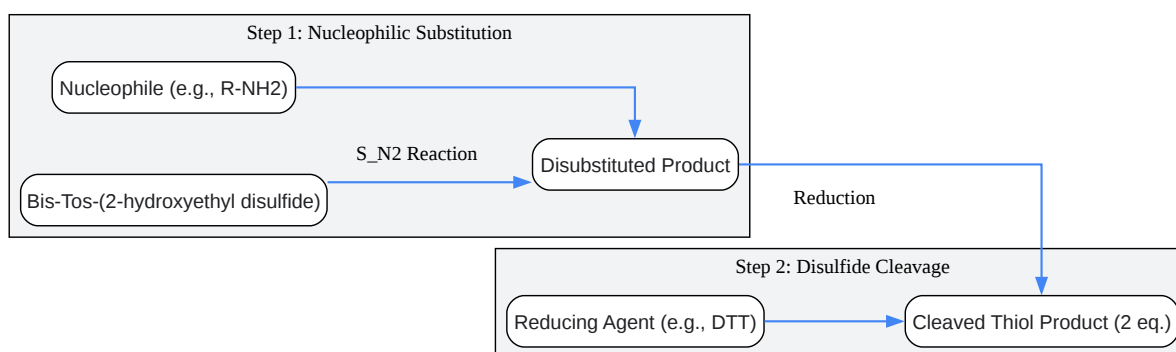 Step 1: Nucleophilic Substitution
Nucleophile (e.g., R-NH2)
S_N2 Reaction
Disubstituted Product
Bis-Tos-(2-hydroxyethyl disulfide)
Reduction
Step 2: Disulfide Cleavage
Reducing Agent (e.g., DTT)
Cleaved Thiol Product (2 eq.)